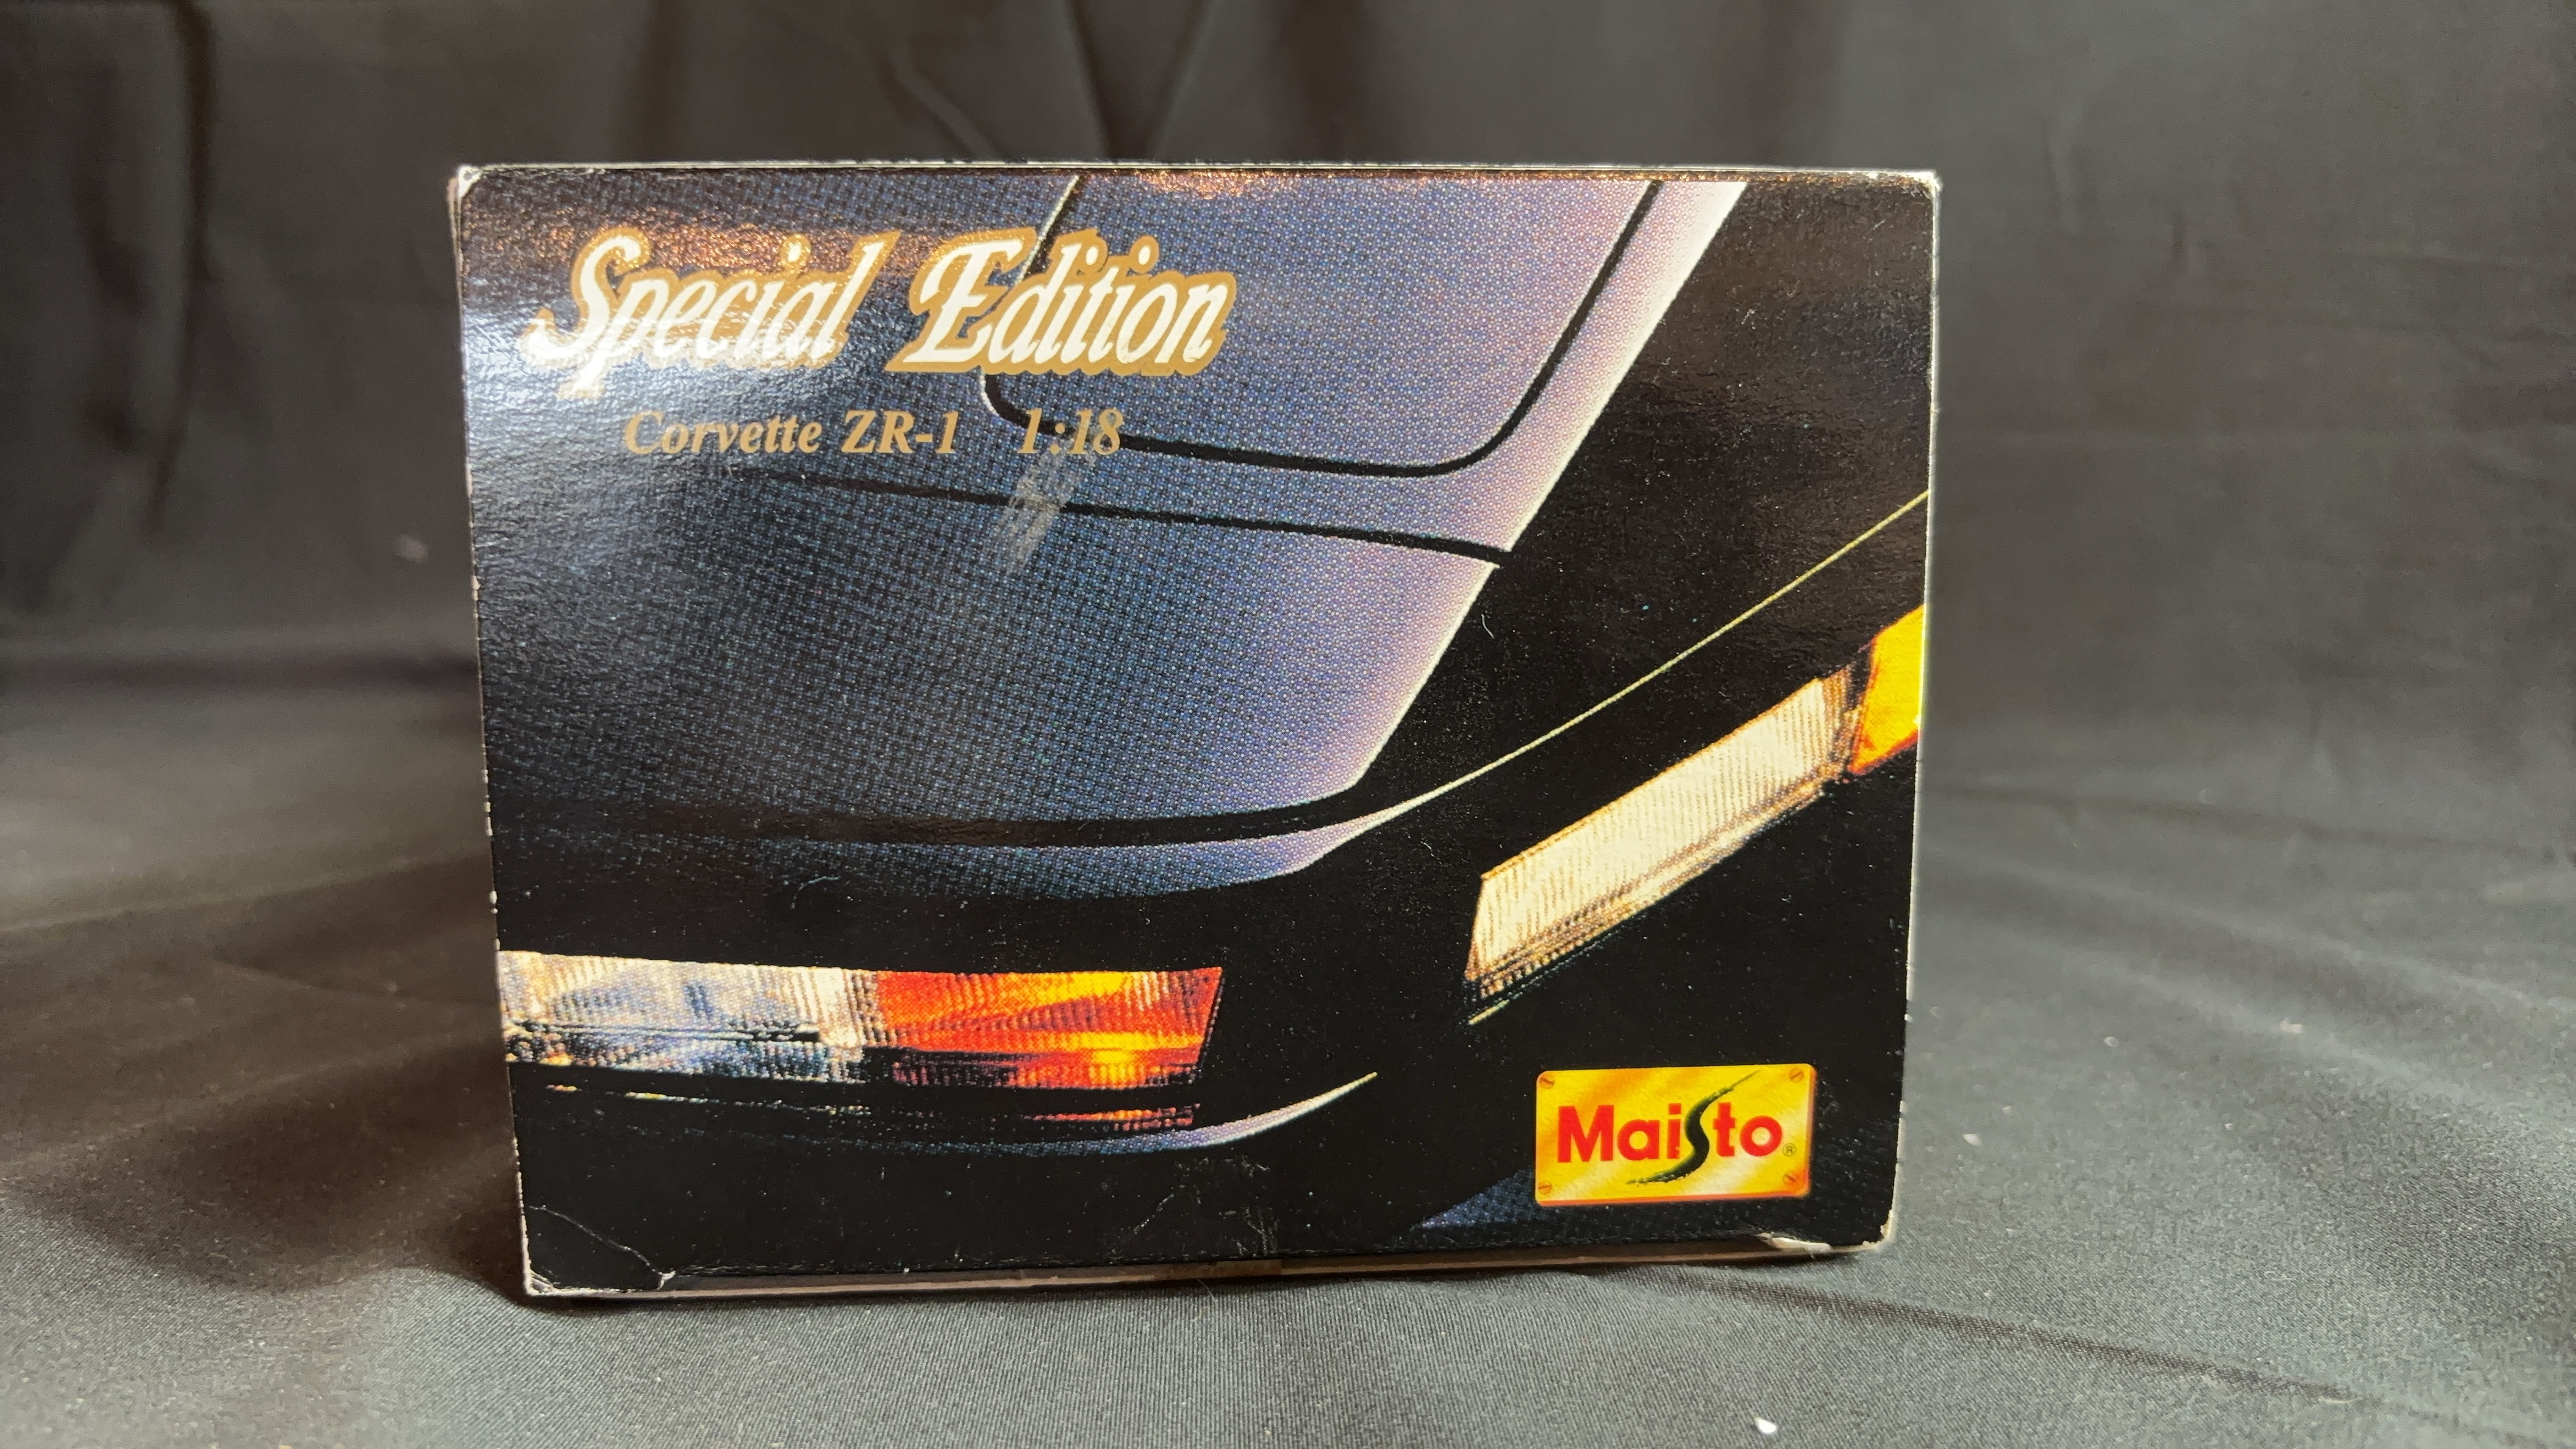 Special Edition
Corvette ZR-1 1:18
Maisto®